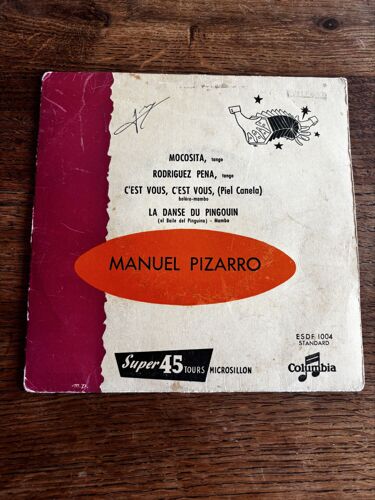 MOCOSITA, tango
RODRIGUEZ PENA, tango
C'EST VOUS, C'EST VOUS, (Piel Canela)
boléro-mambo
LA DANSE DU PINGOUIN
(el Baile del Pinguino) - Mambo
MANUEL PIZARRO
ESDF 1004
STANDARD
Super 45 TOURS MICROSILLON
Columbia